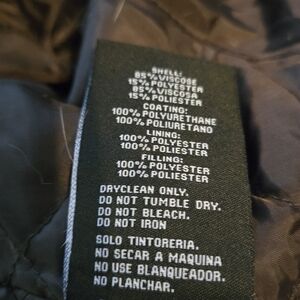 SHELL:
85% VISCOSE
15% POLYESTER
85% VISCOSA
15% POLIESTER
COATING:
100% POLYURETHANE
100% POLIURETANO
LINING:
100% POLYESTER
100% POLIESTER
FILLING:
100% POLYESTER
100% POLIESTER
DRYCLEAN ONLY.
DO NOT TUMBLE DRY.
DO NOT BLEACH.
DO NOT IRON
SOLO TINTORERIA.
NO SECAR A MAQUINA
NO USE BLANQUEADOR.
NO PLANCHAR.